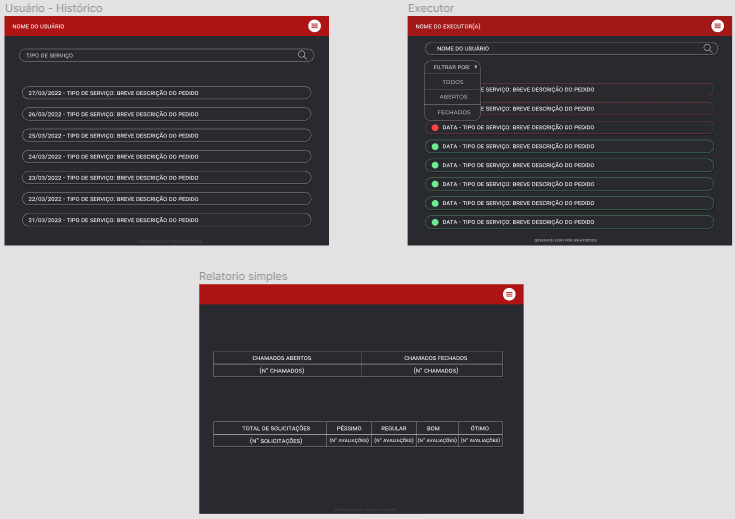 Usuário - Histórico
NOME DO USUÁRIO
TIPO DE SERVIÇO
27/03/2022 - TIPO DE SERVIÇO: BREVE DESCRIÇÃO DO PEDIDO
26/03/2022 - TIPO DE SERVIÇO: BREVE DESCRIÇÃO DO PEDIDO
25/03/2022 - TIPO DE SERVIÇO: BREVE DESCRIÇÃO DO PEDIDO
24/03/2022 - TIPO DE SERVIÇO: BREVE DESCRIÇÃO DO PEDIDO
23/03/2022 - TIPO DE SERVIÇO: BREVE DESCRIÇÃO DO PEDIDO
22/03/2022 - TIPO DE SERVIÇO: BREVE DESCRIÇÃO DO PEDIDO
21/03/2022 - TIPO DE SERVIÇO: BREVE DESCRIÇÃO DO PEDIDO
Executor
NOME DO EXECUTOR(A)
NOME DO USUÁRIO
FILTRAR POR:
TODOS
ABERTOS
FECHADOS
E SERVIÇO: BREVE DESCRIÇÃO DO PEDIDO
E SERVIÇO: BREVE DESCRIÇÃO DO PEDIDO
DATA - TIPO DE SERVIÇO: BREVE DESCRIÇÃO DO PEDIDO
DATA - TIPO DE SERVIÇO: BREVE DESCRIÇÃO DO PEDIDO
DATA - TIPO DE SERVIÇO: BREVE DESCRIÇÃO DO PEDIDO
DATA - TIPO DE SERVIÇO: BREVE DESCRIÇÃO DO PEDIDO
DATA - TIPO DE SERVIÇO: BREVE DESCRIÇÃO DO PEDIDO
DATA - TIPO DE SERVIÇO: BREVE DESCRIÇÃO DO PEDIDO
DESENVOLVIDO POR
Relatorio simples
CHAMADOS ABERTOS CHAMADOS FECHADOS
(N° CHAMADOS) (N° CHAMADOS)
TOTAL DE SOLICITAÇÕES PÉSSIMO REGULAR BOM ÓTIMO
(N° SOLICITAÇÕES) (N° AVALIAÇÕES) (N° AVALIAÇÕES) (N° AVALIAÇÕES) (N° AVALIAÇÕES)